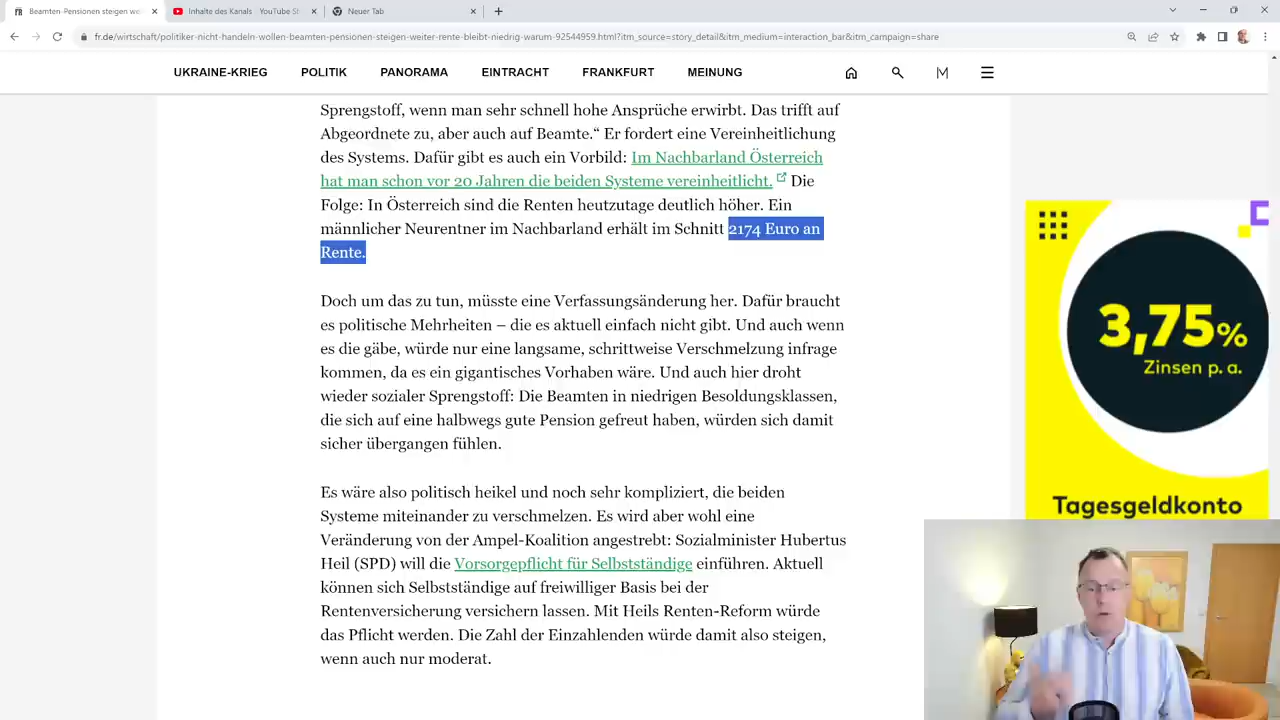 Beamten-Pensionen steigen we
Inhalte des Kanals - YouTube St
Neuer Tab
fr.de/wirtschaft/politiker-nicht-handeln-wollen-beamten-pensionen-steigen-weiter-rente-bleibt-niedrig-warum-92544959.html?itm_source=story_detail&itm_medium=interaction_bar&itm_campaign=share
UKRAINE-KRIEG POLITIK PANORAMA EINTRACHT FRANKFURT MEINUNG
Sprengstoff, wenn man sehr schnell hohe Ansprüche erwirbt. Das trifft auf
Abgeordnete zu, aber auch auf Beamte.“ Er fordert eine Vereinheitlichung
des Systems. Dafür gibt es auch ein Vorbild: Im Nachbarland Österreich
hat man schon vor 20 Jahren die beiden Systeme vereinheitlicht. Die
Folge: In Österreich sind die Renten heutzutage deutlich höher. Ein
männlicher Neurentner im Nachbarland erhält im Schnitt 2174 Euro an
Rente.
Doch um das zu tun, müsste eine Verfassungsänderung her. Dafür braucht
es politische Mehrheiten – die es aktuell einfach nicht gibt. Und auch wenn
es die gäbe, würde nur eine langsame, schrittweise Verschmelzung infrage
kommen, da es ein gigantisches Vorhaben wäre. Und auch hier droht
wieder sozialer Sprengstoff: Die Beamten in niedrigen Besoldungsklassen,
die sich auf eine halbwegs gute Pension gefreut haben, würden sich damit
sicher übergangen fühlen.
Es wäre also politisch heikel und noch sehr kompliziert, die beiden
Systeme miteinander zu verschmelzen. Es wird aber wohl eine
Veränderung von der Ampel-Koalition angestrebt: Sozialminister Hubertus
Heil (SPD) will die Vorsorgepflicht für Selbstständige einführen. Aktuell
können sich Selbstständige auf freiwilliger Basis bei der
Rentenversicherung versichern lassen. Mit Heils Renten-Reform würde
das Pflicht werden. Die Zahl der Einzahlenden würde damit also steigen,
wenn auch nur moderat.
3,75%
Zinsen p. a.
Tagesgeldkonto